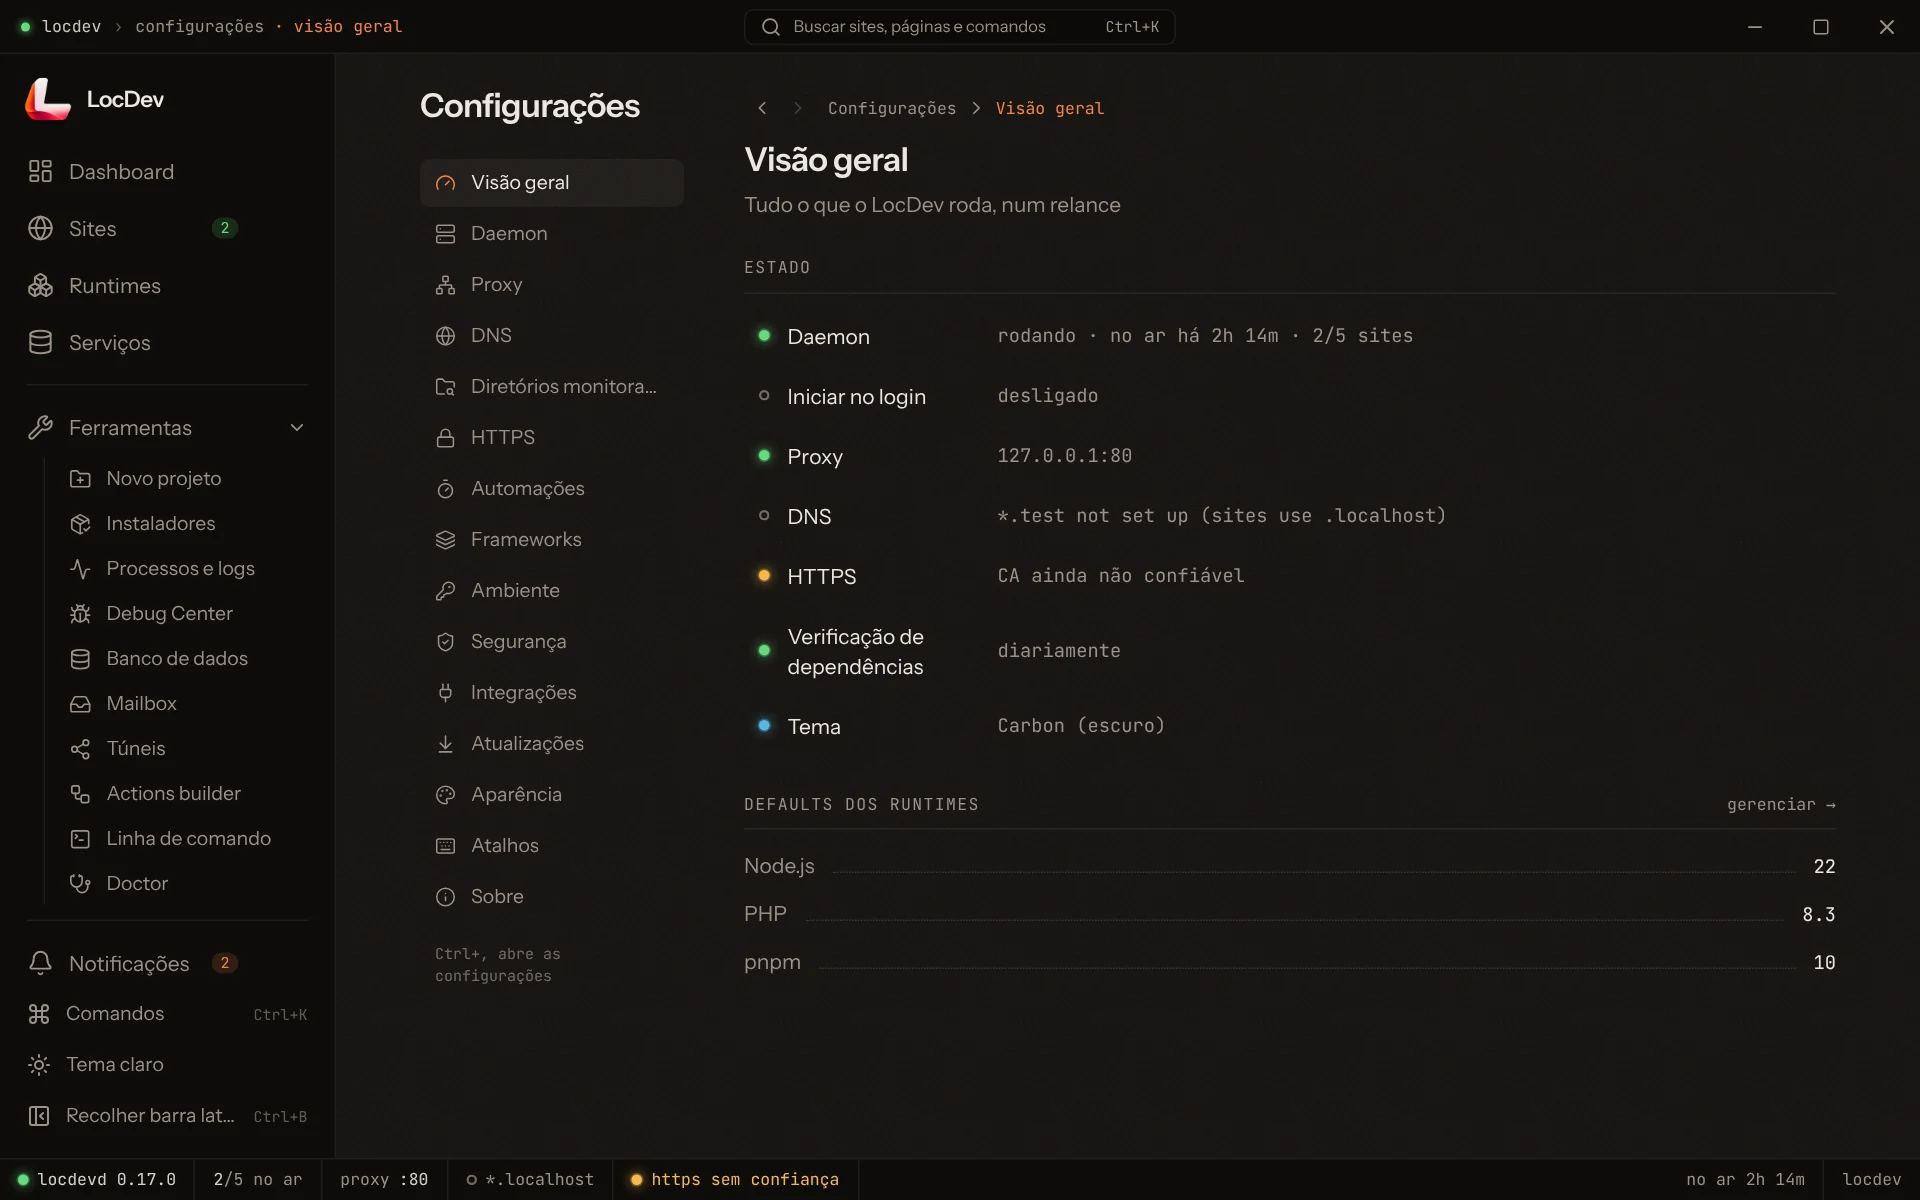 locdev › configurações · visão geral
Buscar sites, páginas e comandos Ctrl+K
LocDev
Dashboard
Sites 2
Runtimes
Serviços
Ferramentas
Novo projeto
Instaladores
Processos e logs
Debug Center
Banco de dados
Mailbox
Túneis
Actions builder
Linha de comando
Doctor
Notificações 2
Comandos Ctrl+K
Tema claro
Recolher barra lat... Ctrl+B
Configurações
Visão geral
Daemon
Proxy
DNS
Diretórios monitora...
HTTPS
Automações
Frameworks
Ambiente
Segurança
Integrações
Atualizações
Aparência
Atalhos
Sobre
Ctrl+, abre as
configurações
Configurações > Visão geral
Visão geral
Tudo o que o LocDev roda, num relance
ESTADO
Daemon rodando · no ar há 2h 14m · 2/5 sites
Iniciar no login desligado
Proxy 127.0.0.1:80
DNS *.test not set up (sites use .localhost)
HTTPS CA ainda não confiável
Verificação de
dependências diariamente
Tema Carbon (escuro)
DEFAULTS DOS RUNTIMES gerenciar →
Node.js 22
PHP 8.3
pnpm 10
locdevd 0.17.0 2/5 no ar proxy :80 *.localhost https sem confiança no ar 2h 14m locdev